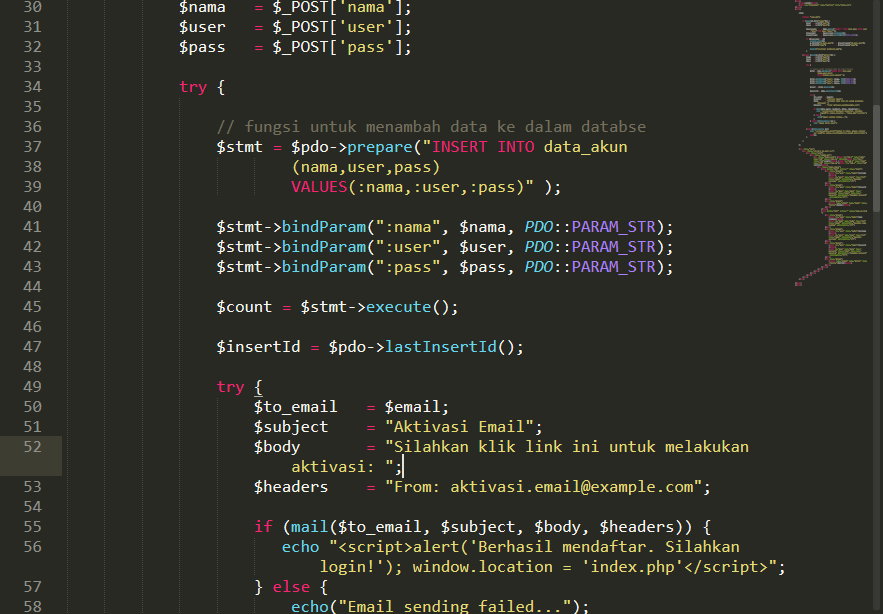 30 $nama = $_POST['nama'];
31 $user = $_POST['user'];
32 $pass = $_POST['pass'];
33
34 try {
35
36 // fungsi untuk menambah data ke dalam databse
37 $stmt = $pdo->prepare("INSERT INTO data_akun
38 (nama,user,pass)
39 VALUES(:nama,:user,:pass)" );
40
41 $stmt->bindParam(":nama", $nama, PDO::PARAM_STR);
42 $stmt->bindParam(":user", $user, PDO::PARAM_STR);
43 $stmt->bindParam(":pass", $pass, PDO::PARAM_STR);
44
45 $count = $stmt->execute();
46
47 $insertId = $pdo->lastInsertId();
48
49 try {
50 $to_email = $email;
51 $subject = "Aktivasi Email";
52 $body = "Silahkan klik link ini untuk melakukan
aktivasi: ";
53 $headers = "From: aktivasi.email@example.com";
54
55 if (mail($to_email, $subject, $body, $headers)) {
56 echo "<script>alert('Berhasil mendaftar. Silahkan
login!'); window.location = 'index.php'</script>";
57 } else {
58 echo("Email sending failed...");